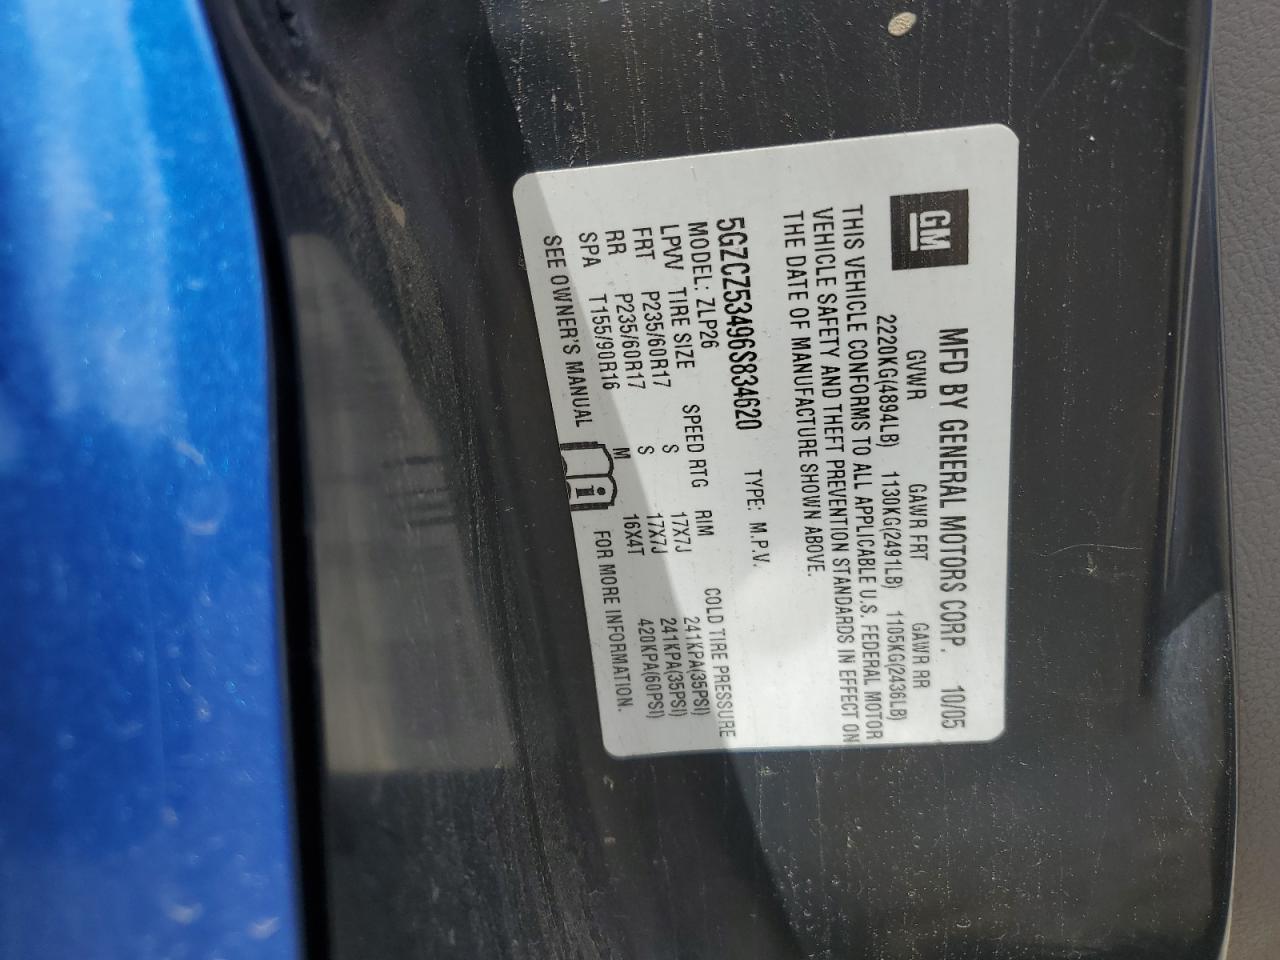 GM
MFD BY GENERAL MOTORS CORP. 10/05
GVWR GAWR FRT GAWR RR
2220KG(4894LB) 1130KG(2491LB) 1105KG(2436LB)
THIS VEHICLE CONFORMS TO ALL APPLICABLE U.S. FEDERAL MOTOR
VEHICLE SAFETY AND THEFT PREVENTION STANDARDS IN EFFECT ON
THE DATE OF MANUFACTURE SHOWN ABOVE.
5GZCZ53496S834620 TYPE: M.P.V.
MODEL: ZLP26
LPVV TIRE SIZE SPEED RTG RIM COLD TIRE PRESSURE
FRT P235/60R17 S 17X7J 241KPA(35PSI)
RR P235/60R17 S 17X7J 241KPA(35PSI)
SPA T155/90R16 M 16X4T 420KPA(60PSI)
SEE OWNER'S MANUAL i FOR MORE INFORMATION.